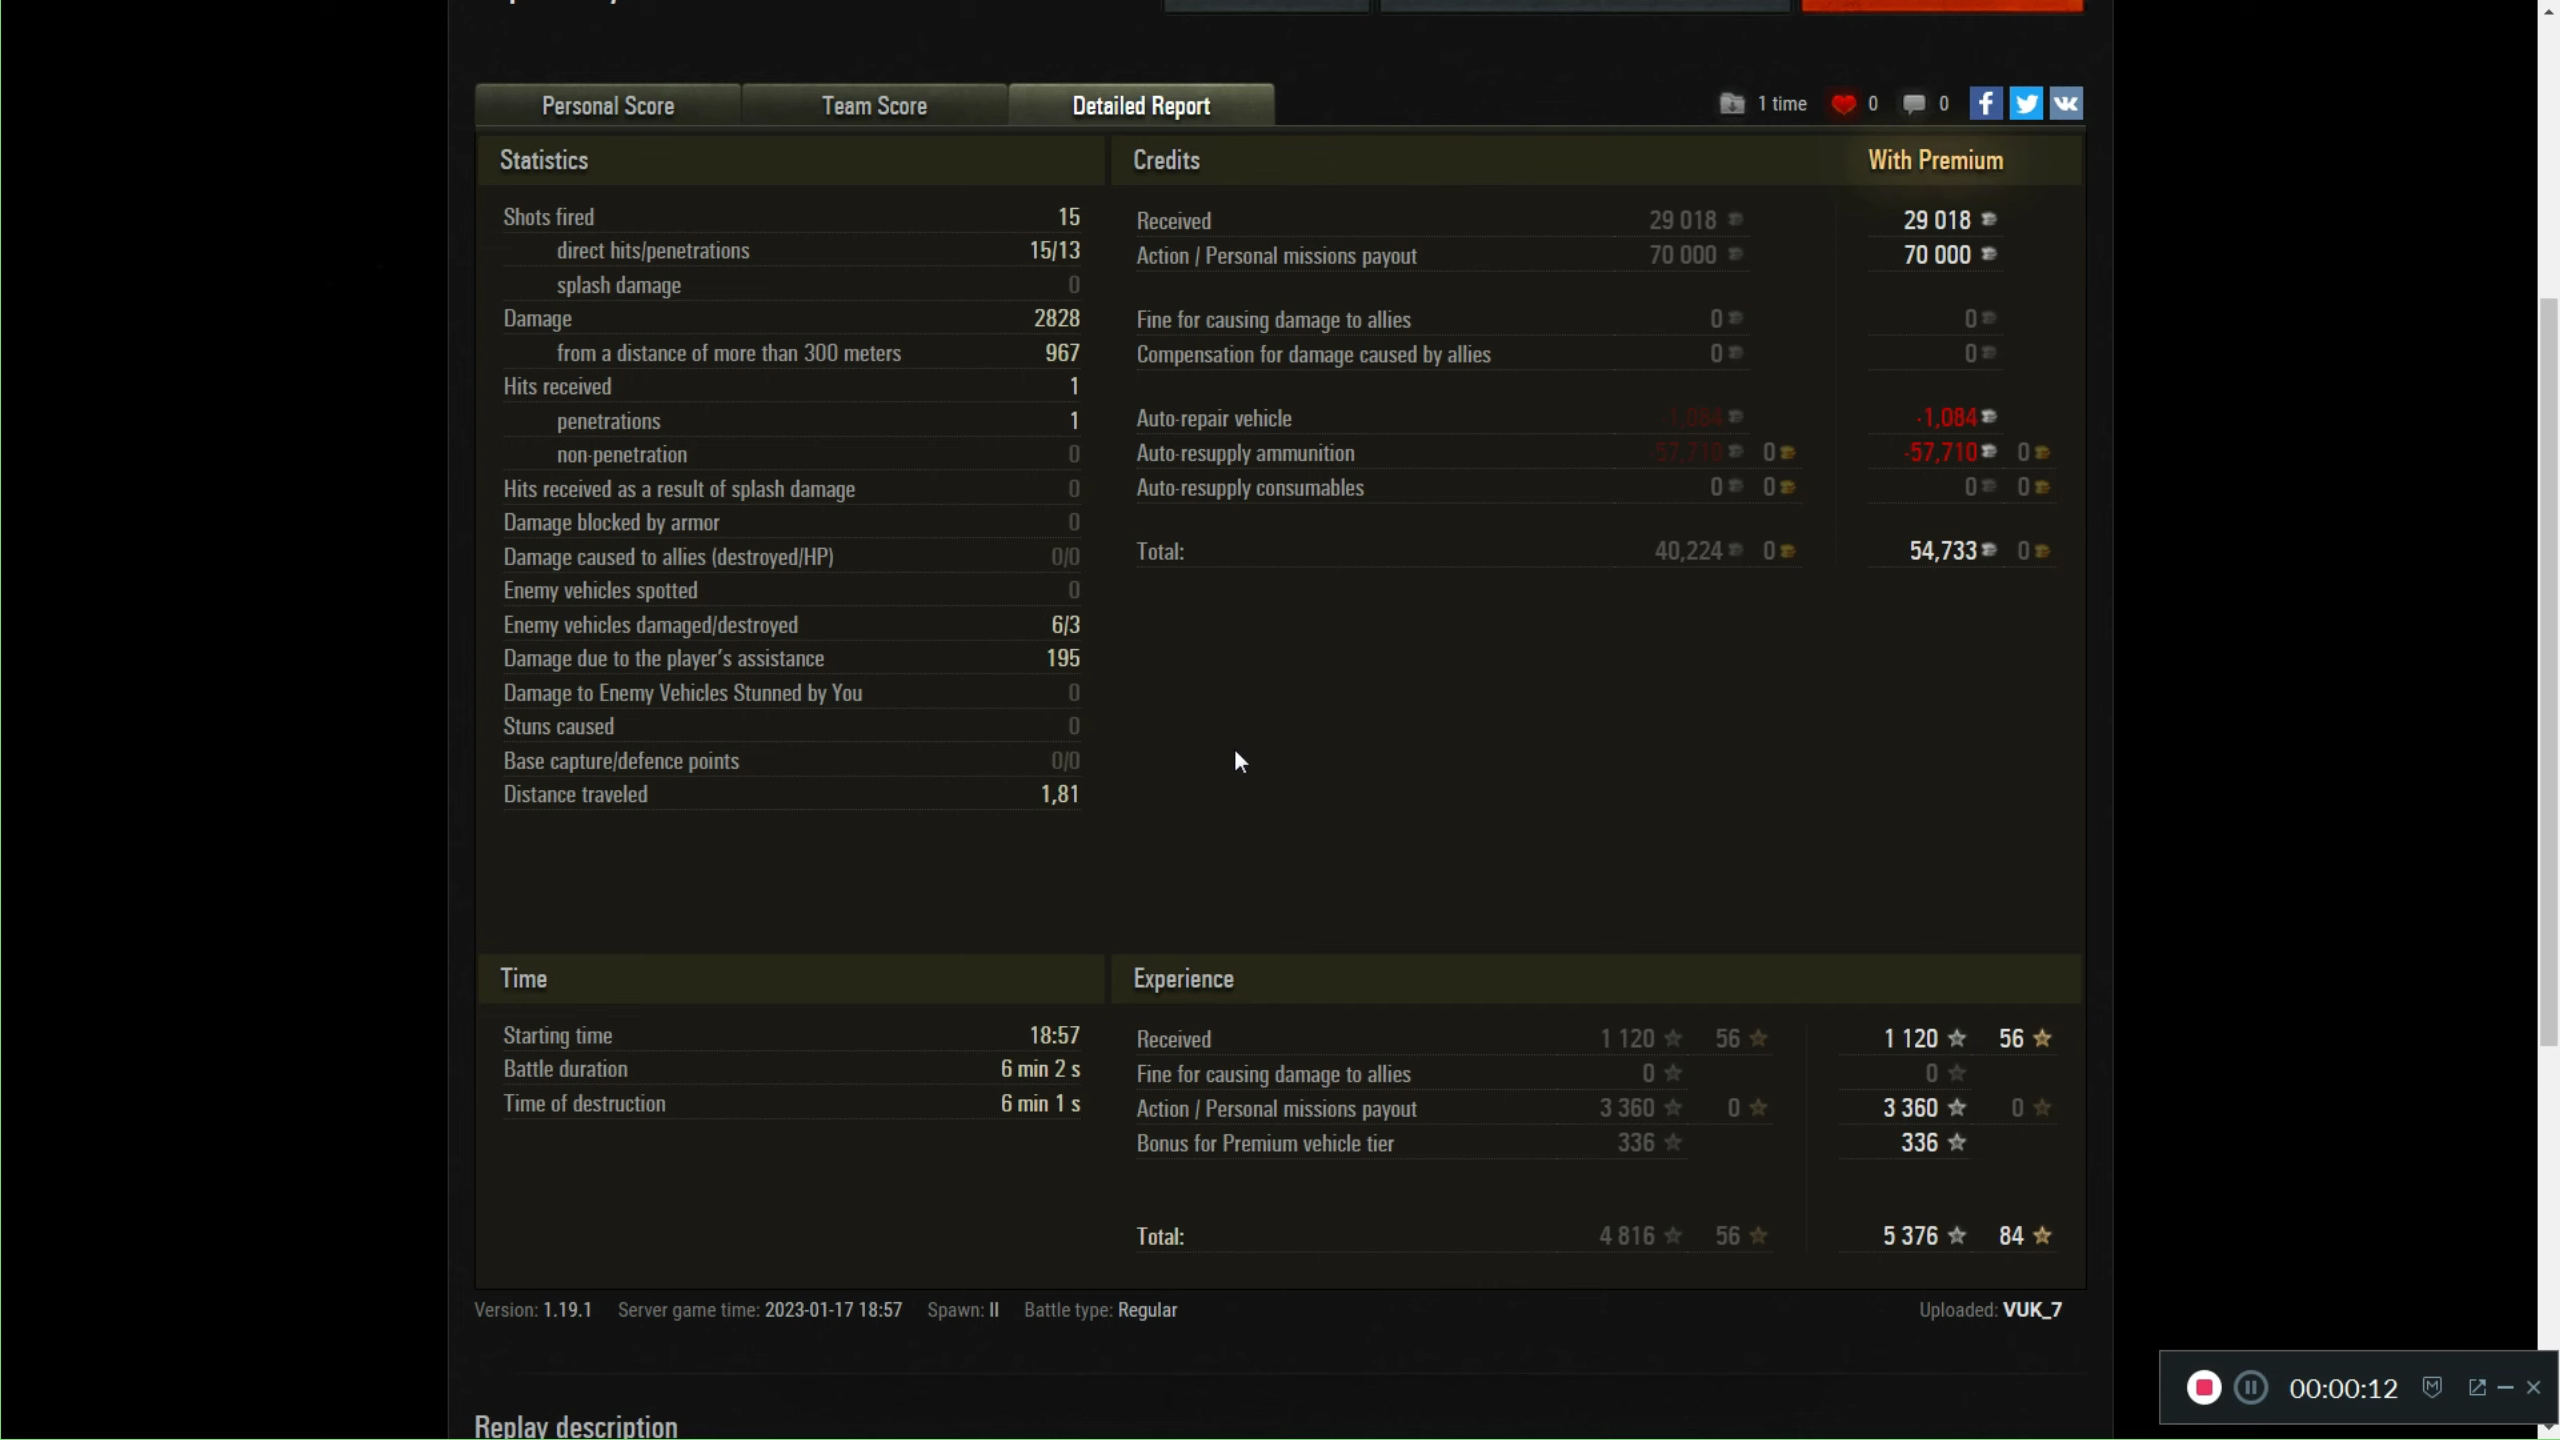 Personal Score Team Score Detailed Report 1 time 0 0
Statistics
Shots fired 15
direct hits/penetrations 15/13
splash damage 0
Damage 2828
from a distance of more than 300 meters 967
Hits received 1
penetrations 1
non-penetration 0
Hits received as a result of splash damage 0
Damage blocked by armor 0
Damage caused to allies (destroyed/HP) 0/0
Enemy vehicles spotted 0
Enemy vehicles damaged/destroyed 6/3
Damage due to the player's assistance 195
Damage to Enemy Vehicles Stunned by You 0
Stuns caused 0
Base capture/defence points 0/0
Distance traveled 1,81
Credits With Premium
Received 29 018 29 018
Action / Personal missions payout 70 000 70 000
Fine for causing damage to allies 0 0
Compensation for damage caused by allies 0 0
Auto-repair vehicle -1,084 -1,084
Auto-resupply ammunition -57,710 0 -57,710 0
Auto-resupply consumables 0 0 0 0
Total: 40,224 0 54,733 0
Time
Starting time 18:57
Battle duration 6 min 2 s
Time of destruction 6 min 1 s
Experience
Received 1 120 56 1 120 56
Fine for causing damage to allies 0 0
Action / Personal missions payout 3 360 0 3 360 0
Bonus for Premium vehicle tier 336 336
Total: 4 816 56 5 376 84
Version: 1.19.1 Server game time: 2023-01-17 18:57 Spawn: II Battle type: Regular Uploaded: VUK_7
Replay description
00:00:12